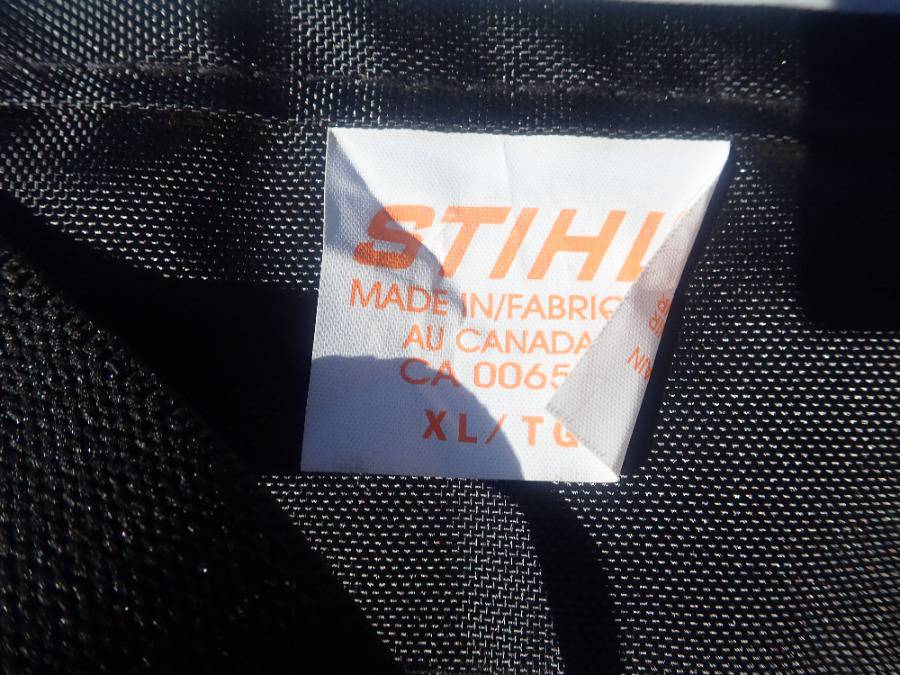 STIHL
MADE IN/FABRIQ
AU CANADA
CA 0065
XL/TG